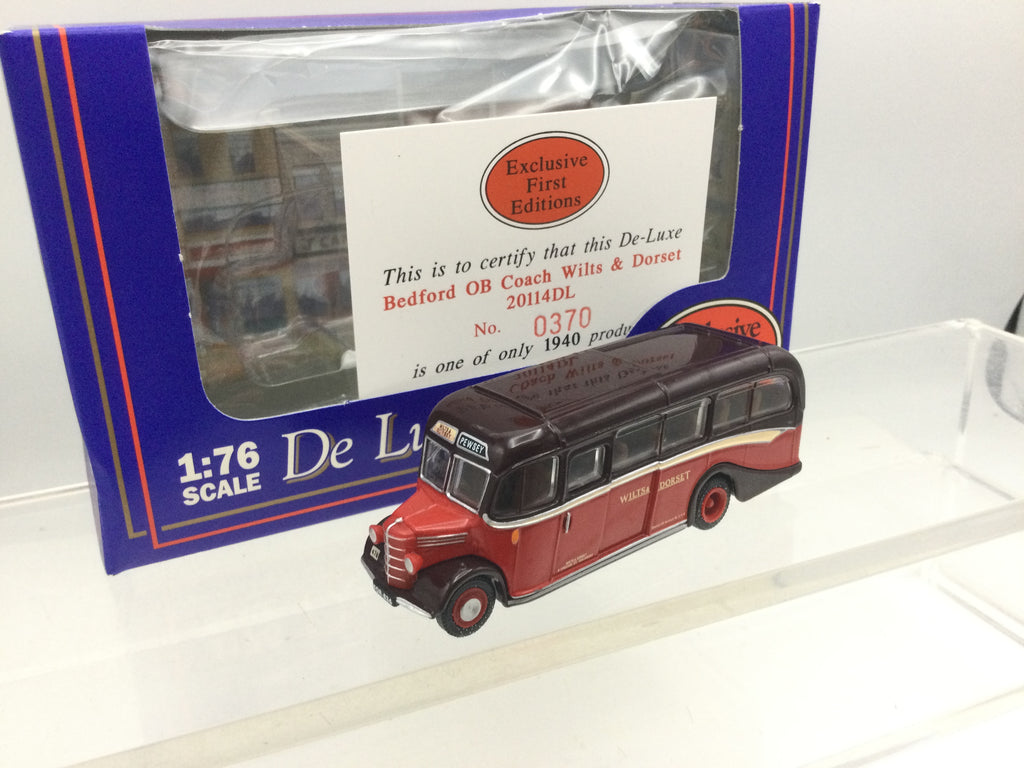 Exclusive
First
Editions
This is to certify that this De-Luxe
Bedford OB Coach Wilts & Dorset
20114DL
No. 0370
is one of only 1940
1:76
SCALE
De Lu
PEWSEY
WILTS & DORSET